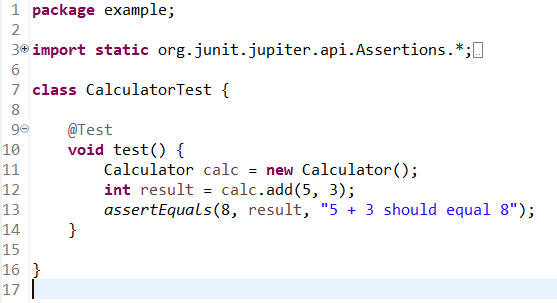 1 package example;
2
3 import static org.junit.jupiter.api.Assertions.*;
6
7 class CalculatorTest {
8
9 @Test
10 void test() {
11 Calculator calc = new Calculator();
12 int result = calc.add(5, 3);
13 assertEquals(8, result, "5 + 3 should equal 8");
14 }
15
16 }
17